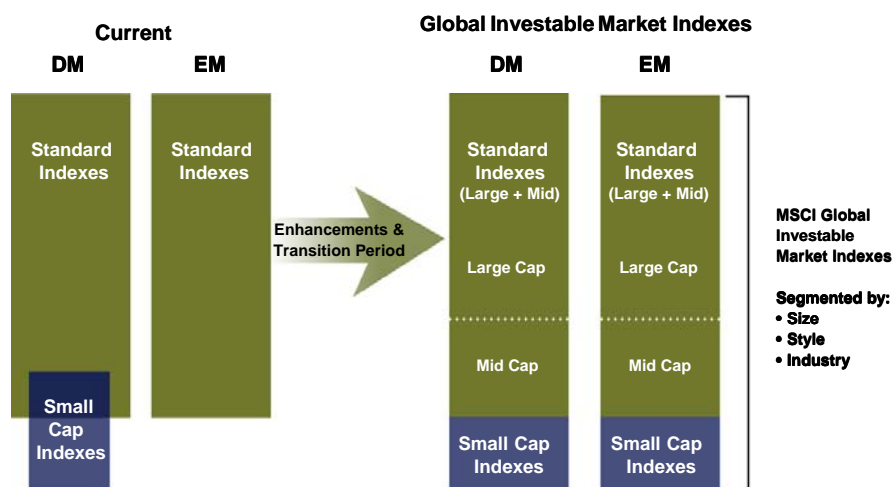 Current
DM
EM
Standard
Indexes
Standard
Indexes
Small
Cap
Indexes
Enhancements &
Transition Period
Global Investable Market Indexes
DM
EM
Standard
Indexes
(Large + Mid)
Large Cap
Mid Cap
Small Cap
Indexes
Standard
Indexes
(Large + Mid)
Large Cap
Mid Cap
Small Cap
Indexes
MSCI Global
Investable
Market Indexes
Segmented by:
• Size
• Style
• Industry